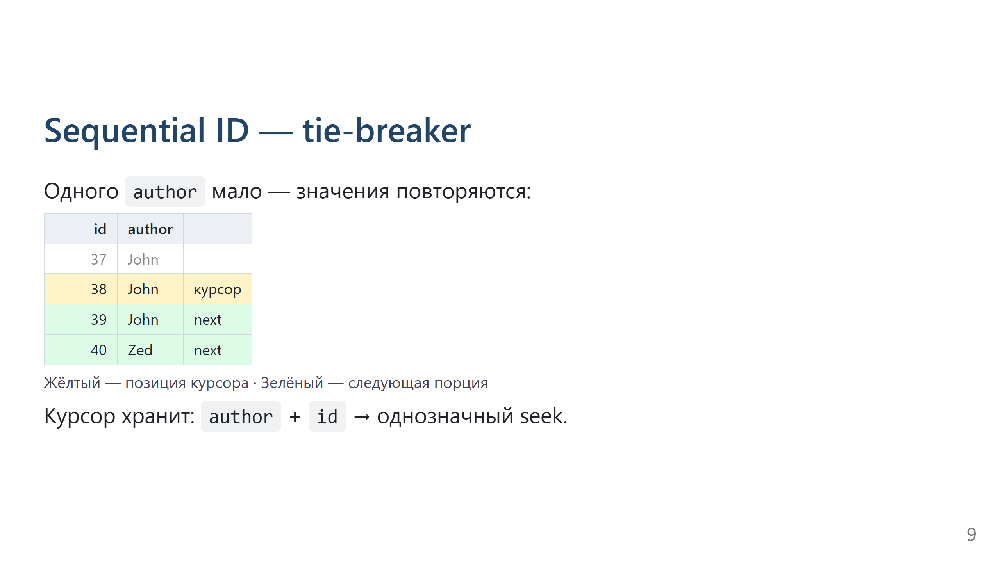 Sequential ID — tie-breaker
Одного author мало — значения повторяются:
id author
37 John
38 John курсор
39 John next
40 Zed next
Жёлтый — позиция курсора · Зелёный — следующая порция
Курсор хранит: author + id → однозначный seek.
9